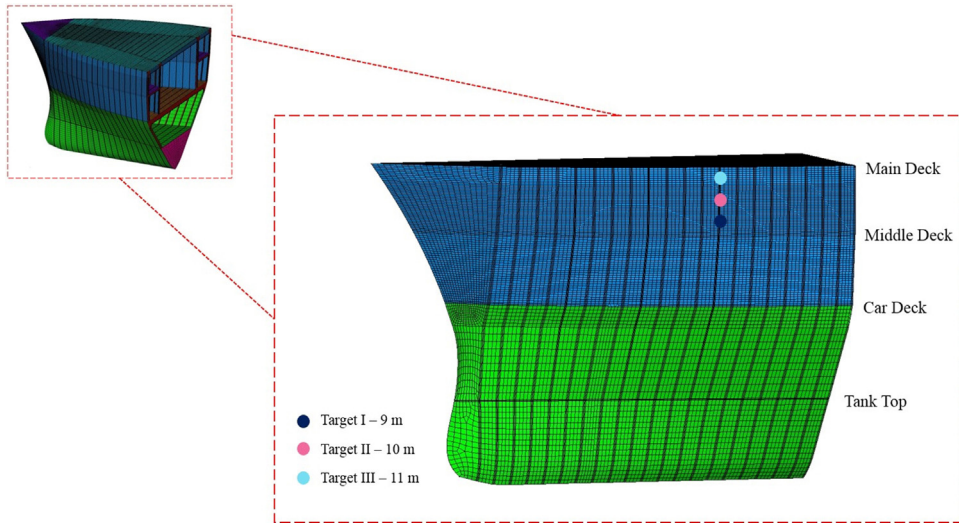 Main Deck
Middle Deck
Car Deck
Tank Top
Target I – 9 m
Target II – 10 m
Target III – 11 m